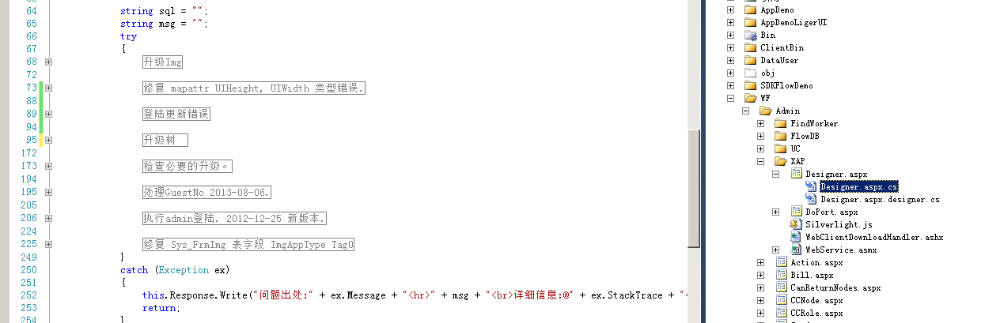 64 string sql = "";
65 string msg = "";
66 try
67 {
68 升级Img
72
73 修复 mapattr UIHeight, UIWidth 类型错误.
88
89 登陆更新错误
94
95 升级树
172
173 检查必要的升级。
194
195 处理GuestNo 2013-08-06.
205
206 执行admin登陆. 2012-12-25 新版本.
224
225 修复 Sys_FrmImg 表字段 ImgAppType Tag0
249 }
250 catch (Exception ex)
251 {
252 this.Response.Write("问题出处:" + ex.Message + "<hr>" + msg + "<br>详细信息:@" + ex.StackTrace + "<
253 return;
254 }
AppDemo
AppDemoLigerUI
Bin
ClientBin
DataUser
obj
SDKFlowDemo
WF
Admin
FindWorker
FlowDB
UC
XAP
Designer.aspx
Designer.aspx.cs
Designer.aspx.designer.cs
DoPort.aspx
Silverlight.js
WebClientDownloadHandler.ashx
WebService.asmx
Action.aspx
Bill.aspx
CanReturnNodes.aspx
CCNode.aspx
CCRole.aspx